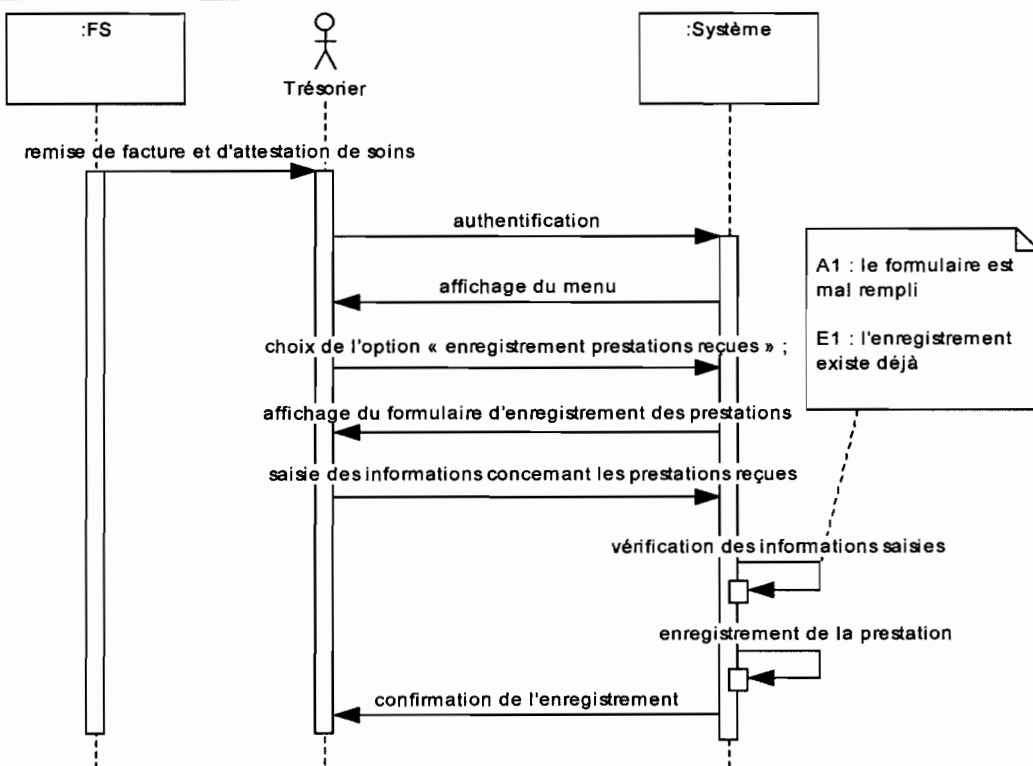 :FS
Trésorier
:Système
remise de facture et d'attestation de soins
authentification
affichage du menu
A1 : le formulaire est
mal rempli
E1 : l'enregistrement
existe déjà
choix de l'option « enregistrement prestations reçues » ;
affichage du formulaire d'enregistrement des prestations
saisie des informations concernant les prestations reçues
vérification des informations saisies
enregistrement de la prestation
confirmation de l'enregistrement